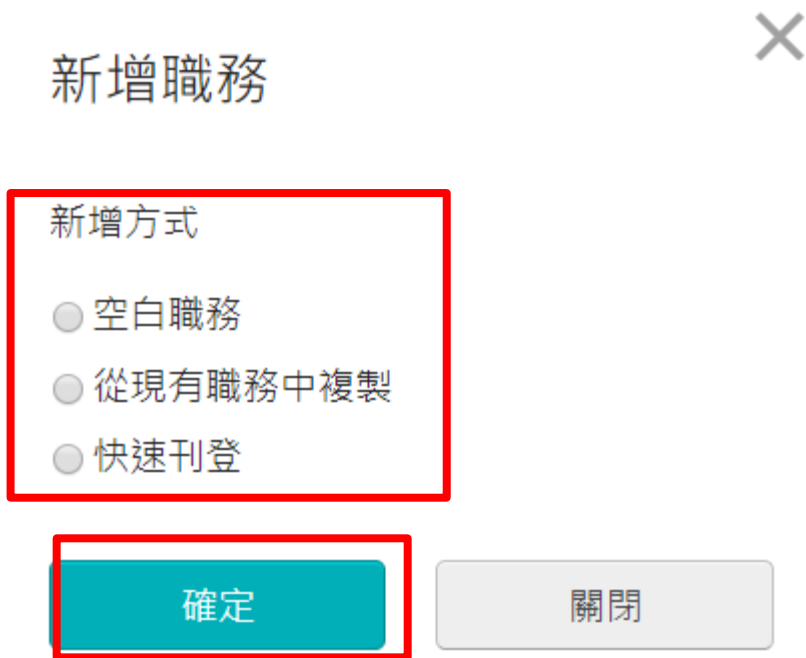 新增職務
新增方式
空白職務
從現有職務中複製
快速刊登
確定
關閉